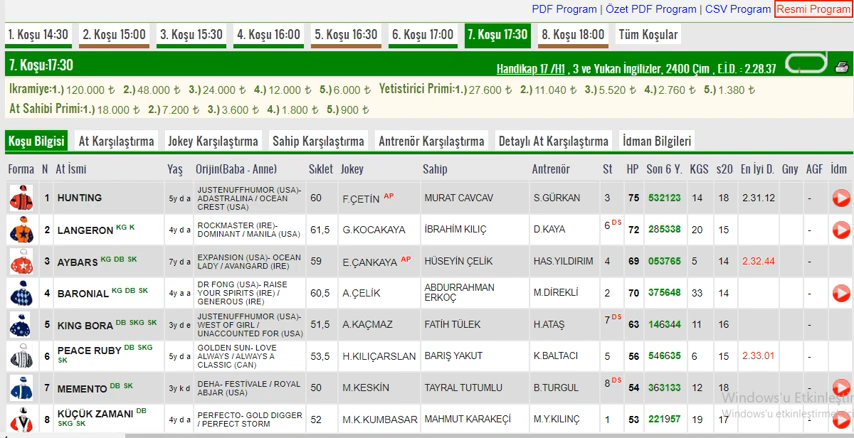 PDF Program | Özet PDF Program | CSV Program | Resmi Program
1. Koşu 14:30 2. Koşu 15:00 3. Koşu 15:30 4. Koşu 16:00 5. Koşu 16:30 6. Koşu 17:00 7. Koşu 17:30 8. Koşu 18:00 Tüm Koşular
7. Koşu:17:30 Handikap 17 /H1 , 3 ve Yukarı İngilizler, 2400 Çim , E.İ.D. : 2.28.37
Ikramiye:1.) 120.000 ₺ 2.) 48.000 ₺ 3.) 24.000 ₺ 4.) 12.000 ₺ 5.) 6.000 ₺ Yetistirici Primi:1.) 27.600 ₺ 2.) 11.040 ₺ 3.) 5.520 ₺ 4.) 2.760 ₺ 5.) 1.380 ₺
At Sahibi Primi:1.) 18.000 ₺ 2.) 7.200 ₺ 3.) 3.600 ₺ 4.) 1.800 ₺ 5.) 900 ₺
Koşu Bilgisi At Karşılaştırma Jokey Karşılaştırma Sahip Karşılaştırma Antrenör Karşılaştırma Detaylı At Karşılaştırma İdman Bilgileri
Forma N At İsmi Yaş Orijin(Baba - Anne) Sıklet Jokey Sahip Antrenör St HP Son 6 Y. KGS s20 En İyi D. Gny AGF İdm
JUSTENUFFHUMOR (USA)-
1 HUNTING 5y d a ADASTRALINA / OCEAN 60 F.ÇETİN AP MURAT CAVCAV S.GÜRKAN 3 75 532123 14 18 2.31.12 -
CREST (USA)
ROCKMASTER (IRE)-
2 LANGERON KG K 4y d a DOMINANT / MANILA (USA) 61,5 G.KOCAKAYA İBRAHİM KILIÇ D.KAYA 6 DS 72 285338 20 15 -
EXPANSION (USA)- OCEAN
3 AYBARS KG DB SK 7y d a LADY / AVANGARD (IRE) 59 E.ÇANKAYA AP HÜSEYİN ÇELİK HAS.YILDIRIM 4 69 053765 5 14 2.32.44 -
DR FONG (USA)- RAISE
4 BARONIAL KG DB SK 4y a a YOUR SPIRITS (IRE) / 60,5 A.ÇELİK ABDURRAHMAN ERKOÇ M.DİREKLİ 2 70 375648 33 14 -
GENEROUS (IRE)
JUSTENUFFHUMOR (USA)-
5 KING BORA DB SKG SK 3y d e WEST OF GIRL / 51,5 A.KAÇMAZ FATİH TÜLEK H.ATAŞ 7 DS 63 146344 11 16 -
UNACCOUNTED FOR (USA)
GOLDEN SUN- LOVE
6 PEACE RUBY DB SKG SK 5y d a ALWAYS / ALWAYS A 53,5 H.KILIÇARSLAN BARIŞ YAKUT K.BALTACI 5 56 546635 6 15 2.33.01 -
CLASSIC (CAN)
7 MEMENTO DB SK 3y k d DEHA- FESTIVALE / ROYAL 50 M.KESKİN TAYRAL TUTUMLU B.TURGUL 8 DS 54 363133 12 18 -
ABJAR (USA)
8 KÜÇÜK ZAMANI DB SKG SK 4y d a PERFECTO- GOLD DIGGER 52 M.K.KUMBASAR MAHMUT KARAKEÇİ M.Y.KILINÇ 1 53 221957 19 17 -
/ PERFECT STORM
Windows'u Etkinleştir
Windows'u etkinleştirme